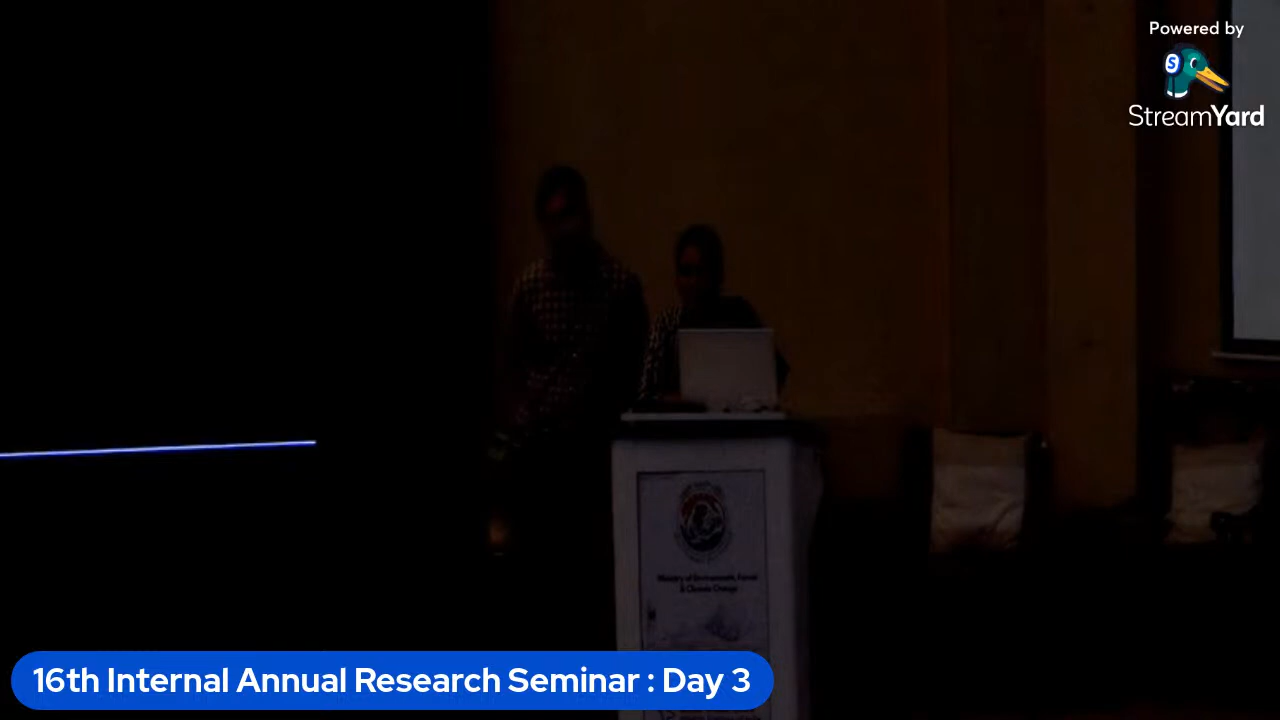 Powered by
StreamYard
Ministry of Environment, Forest
& Climate Change
16th Internal Annual Research Seminar : Day 3